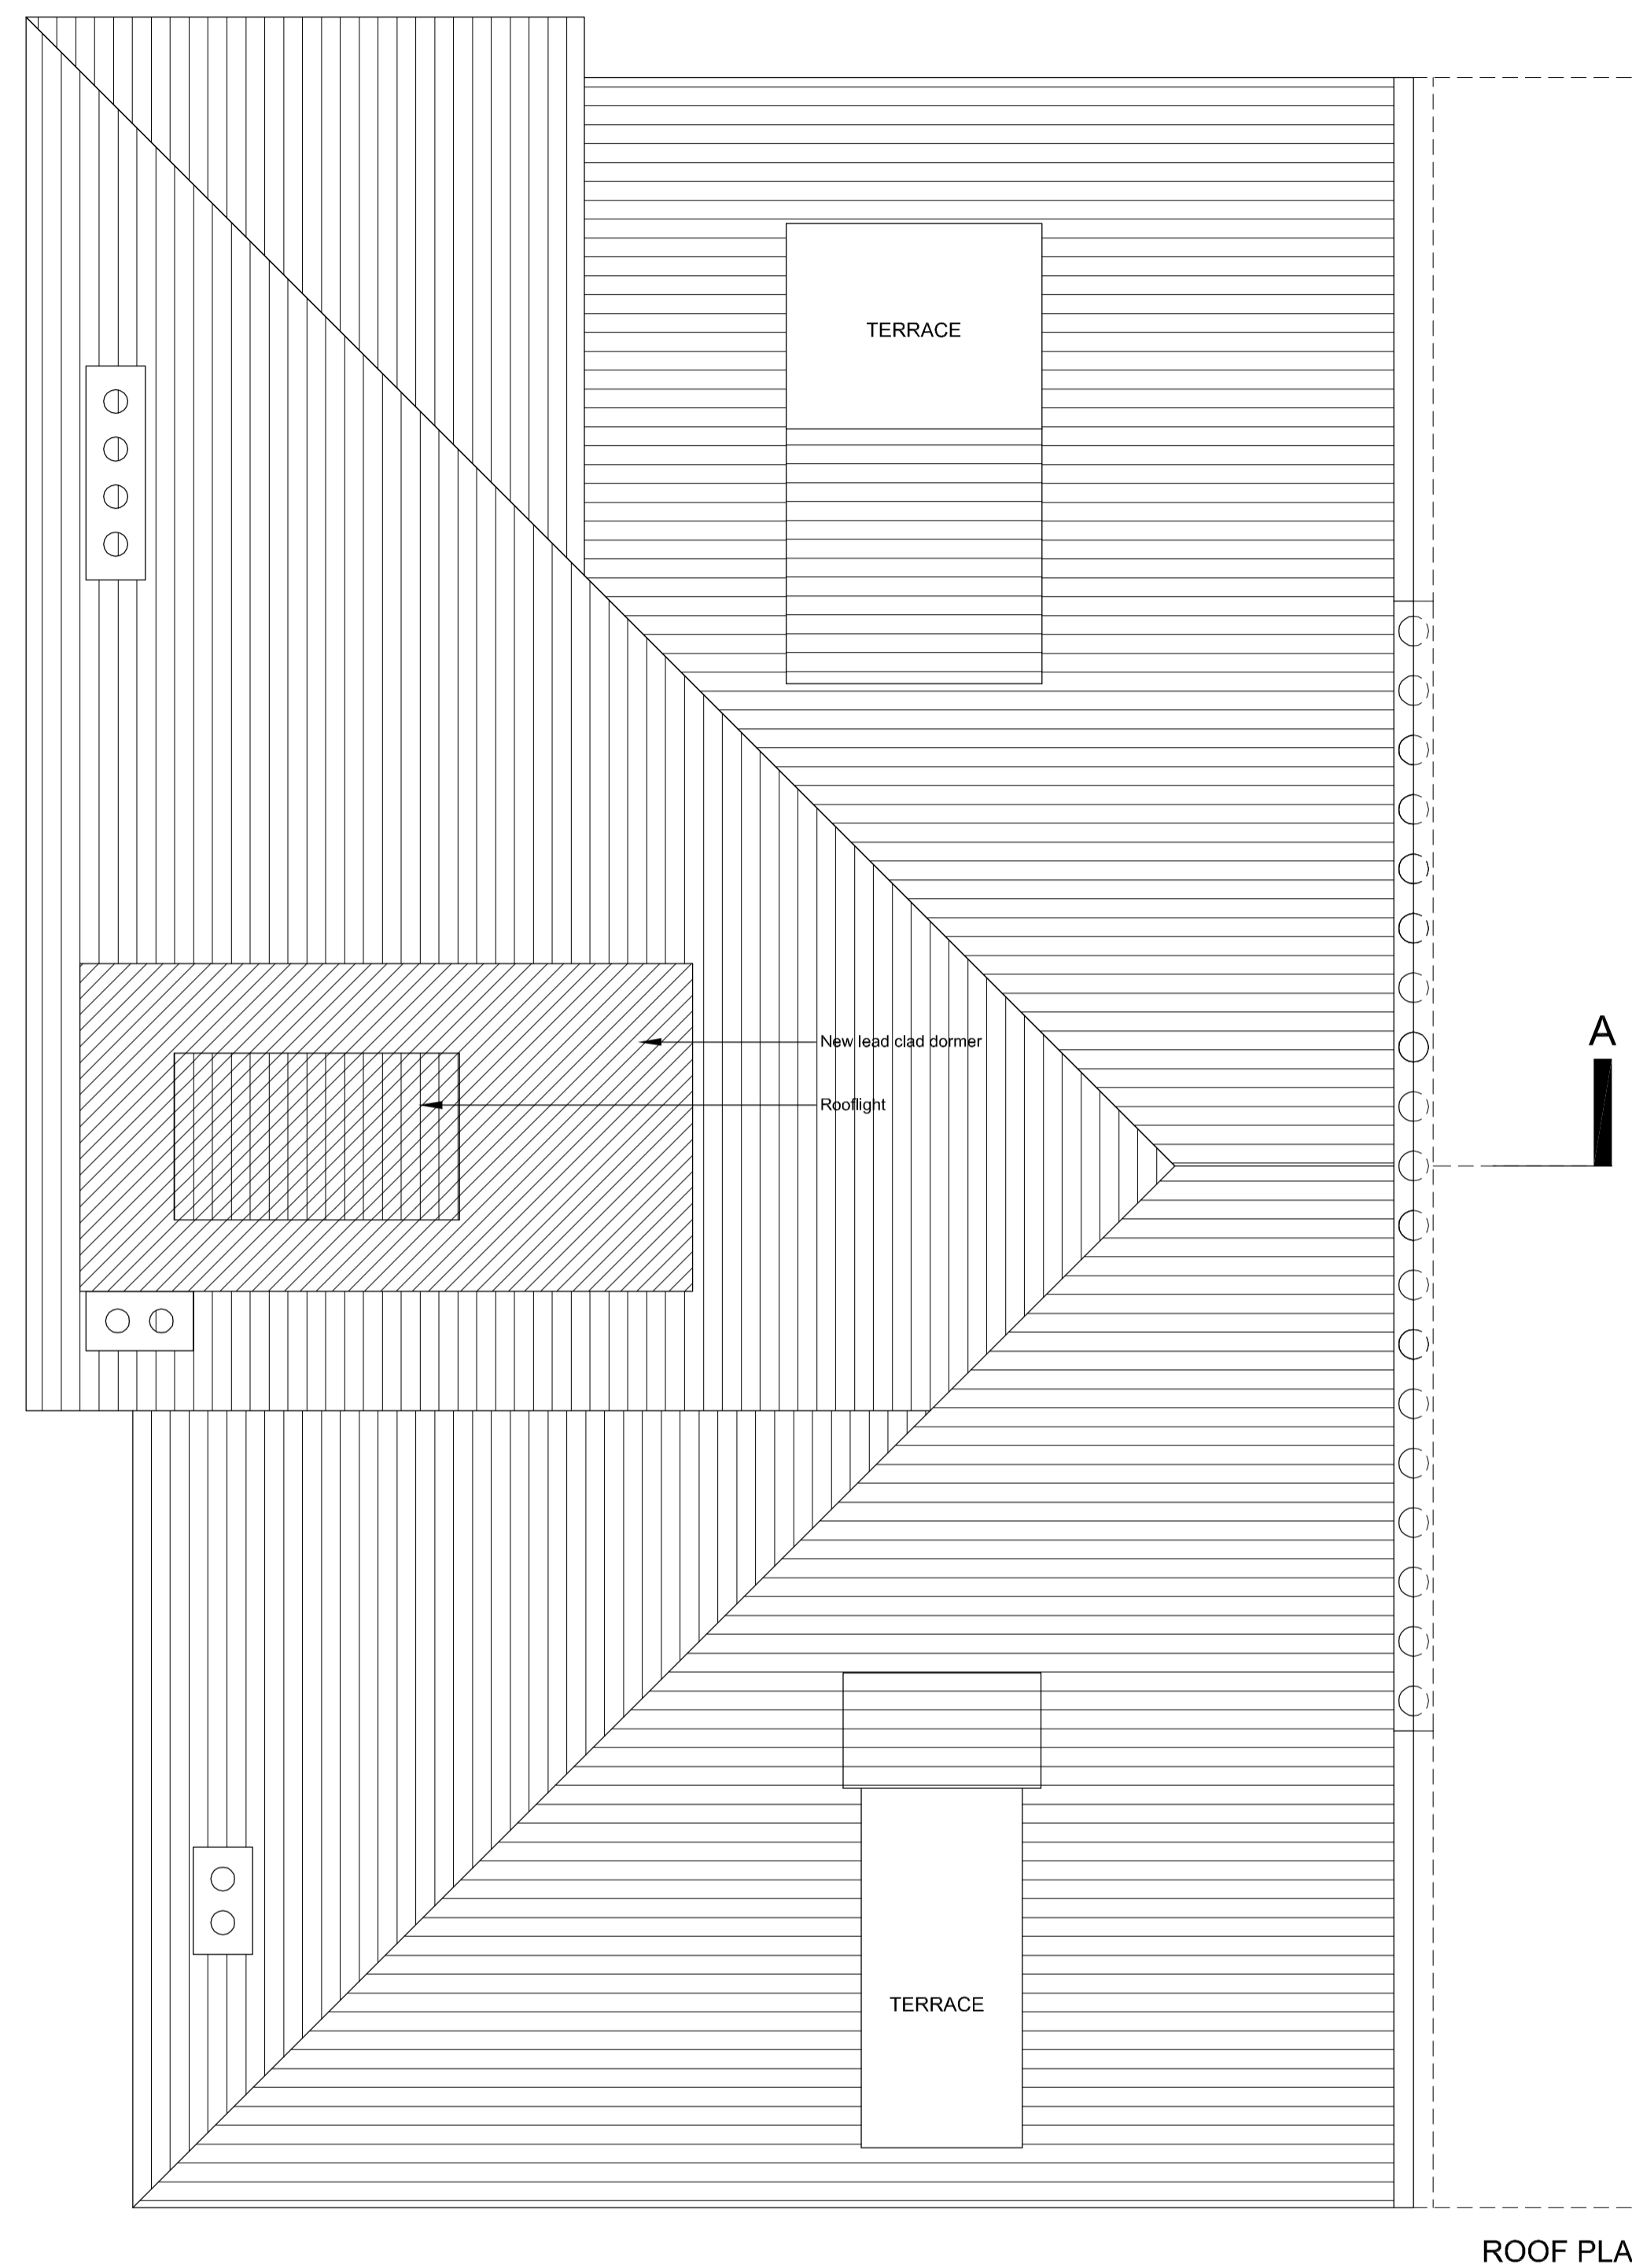 TERRACE
New lead clad dormer
A
Rooflight
TERRACE
ROOF PLA